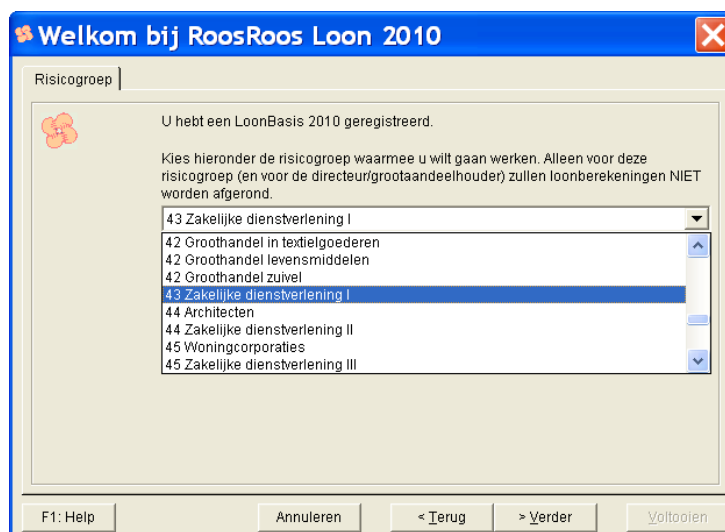 Welkom bij RoosRoos Loon 2010
Risicogroep
U hebt een LoonBasis 2010 geregistreerd.
Kies hieronder de risicogroep waarmee u wilt gaan werken. Alleen voor deze
risicogroep (en voor de directeur/grootaandeelhouder) zullen loonberekeningen NIET
worden afgerond.
43 Zakelijke dienstverlening I
42 Groothandel in textielgoederen
42 Groothandel levensmiddelen
42 Groothandel zuivel
43 Zakelijke dienstverlening I
44 Architecten
44 Zakelijke dienstverlening II
45 Woningcorporaties
45 Zakelijke dienstverlening III
F1: Help Annuleren < Terug > Verder Voltooien